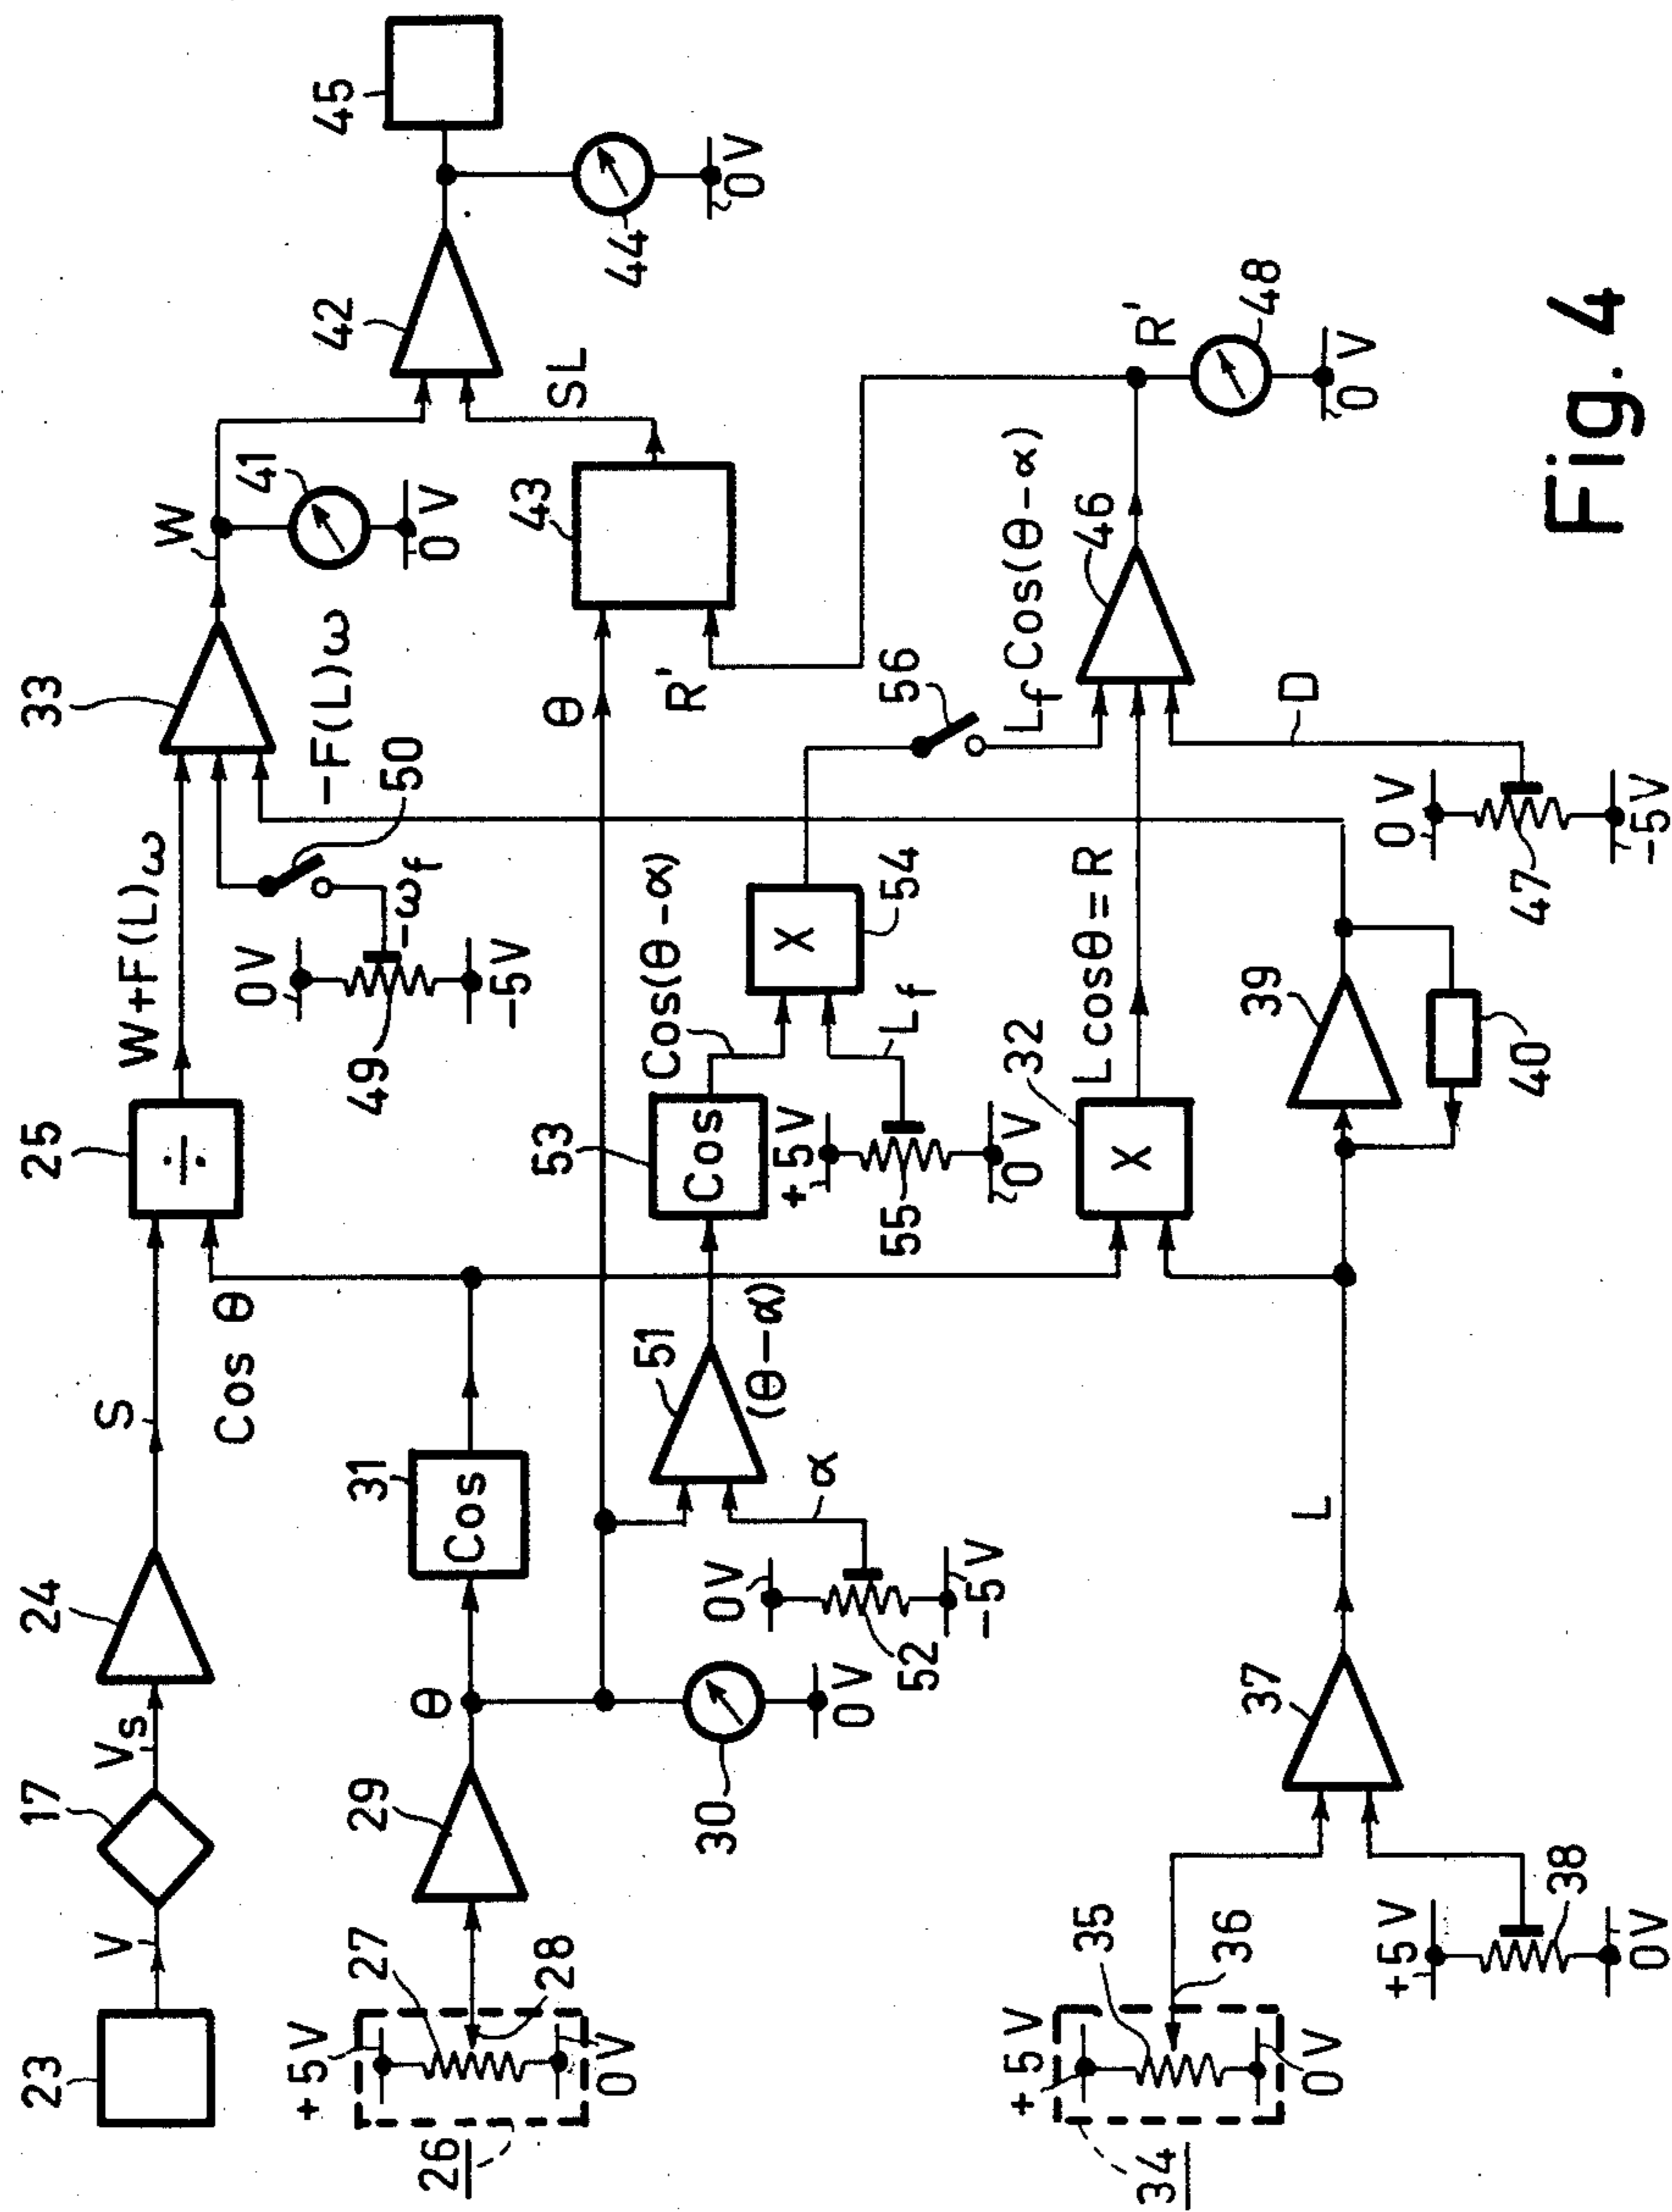 23
V
17
Vs
24
S
25
÷
W+F(L)ω
33
W
41
0V
42
45
44
0V
SL
+5V
26
27
28
0V
29
θ
30
0V
31
Cos
Cos θ
0V
49
-5V
-ωf
50
-F(L)ω
θ
43
R'
0V
52
-5V
α
51
(θ-α)
53
Cos
Cos(θ-α)
+5V
55
0V
Lf
X
54
56
Lf Cos(θ-α)
46
R'
48
0V
+5V
34
35
36
0V
+5V
38
0V
37
L
32
X
Lcosθ=R
39
40
0V
47
-5V
D
Fig. 4